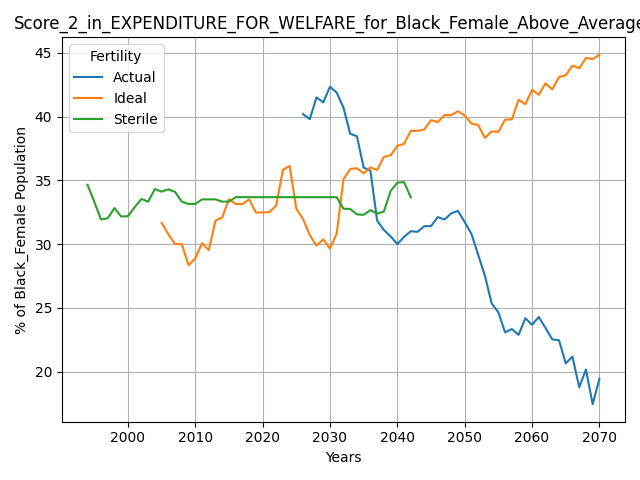 Score_2_in_EXPENDITURE_FOR_WELFARE_for_Black_Female_Above_Average
Fertility
Actual
Ideal
Sterile
% of Black_Female Population
45
40
35
30
25
20
2000 2010 2020 2030 2040 2050 2060 2070
Years